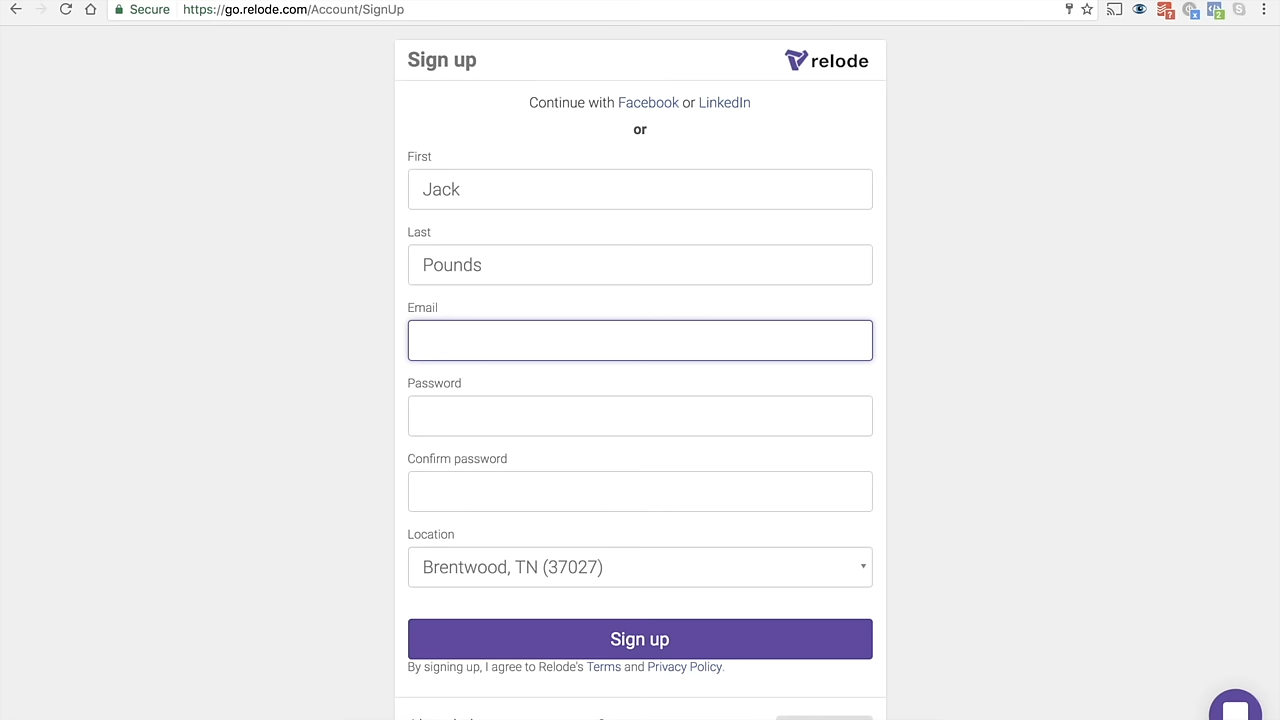 Secure https://go.relode.com/Account/SignUp
Sign up
relode
Continue with Facebook or LinkedIn
or
First
Jack
Last
Pounds
Email
Password
Confirm password
Location
Brentwood, TN (37027)
Sign up
By signing up, I agree to Relode's Terms and Privacy Policy.